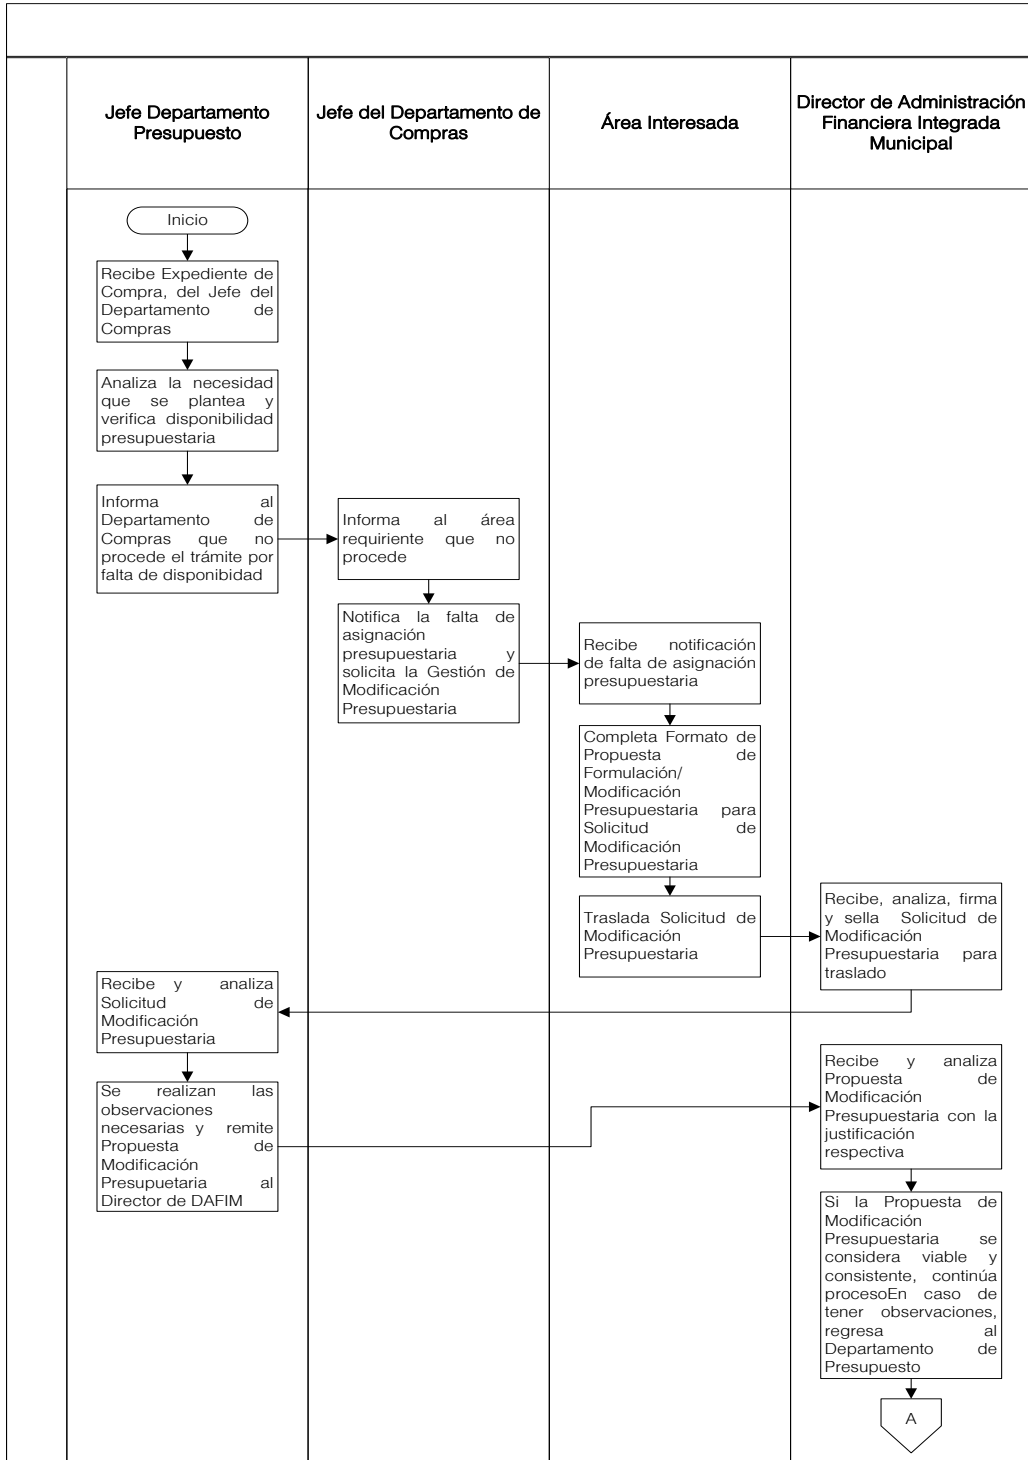 Jefe Departamento
Presupuesto
Jefe del Departamento de
Compras
Área Interesada
Director de Administración
Financiera Integrada
Municipal
Inicio
Recibe Expediente de
Compra, del Jefe del
Departamento de
Compras
Analiza la necesidad
que se plantea y
verifica disponibilidad
presupuestaria
Informa al
Departamento de
Compras que no
procede el trámite por
falta de disponibidad
Informa al área
requiriente que no
procede
Notifica la falta de
asignación
presupuestaria y
solicita la Gestión de
Modificación
Presupuestaria
Recibe notificación
de falta de asignación
presupuestaria
Completa Formato de
Propuesta de
Formulación/
Modificación
Presupuestaria para
Solicitud de
Modificación
Presupuestaria
Traslada Solicitud de
Modificación
Presupuestaria
Recibe, analiza, firma
y sella Solicitud de
Modificación
Presupuestaria para
traslado
Recibe y analiza
Solicitud de
Modificación
Presupuestaria
Se realizan las
observaciones
necesarias y remite
Propuesta de
Modificación
Presupuetaria al
Director de DAFIM
Recibe y analiza
Propuesta de
Modificación
Presupuestaria con la
justificación
respectiva
Si la Propuesta de
Modificación
Presupuestaria se
considera viable y
consistente, continúa
procesoEn caso de
tener observaciones,
regresa al
Departamento de
Presupuesto
A